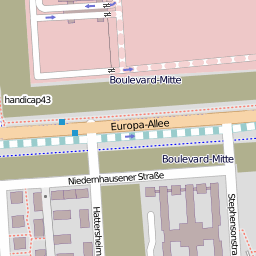 Boulevard-Mitte
handicap43
Europa-Allee
Boulevard-Mitte
Niedernhausener Straße
Hattersheim
Stephensonstra